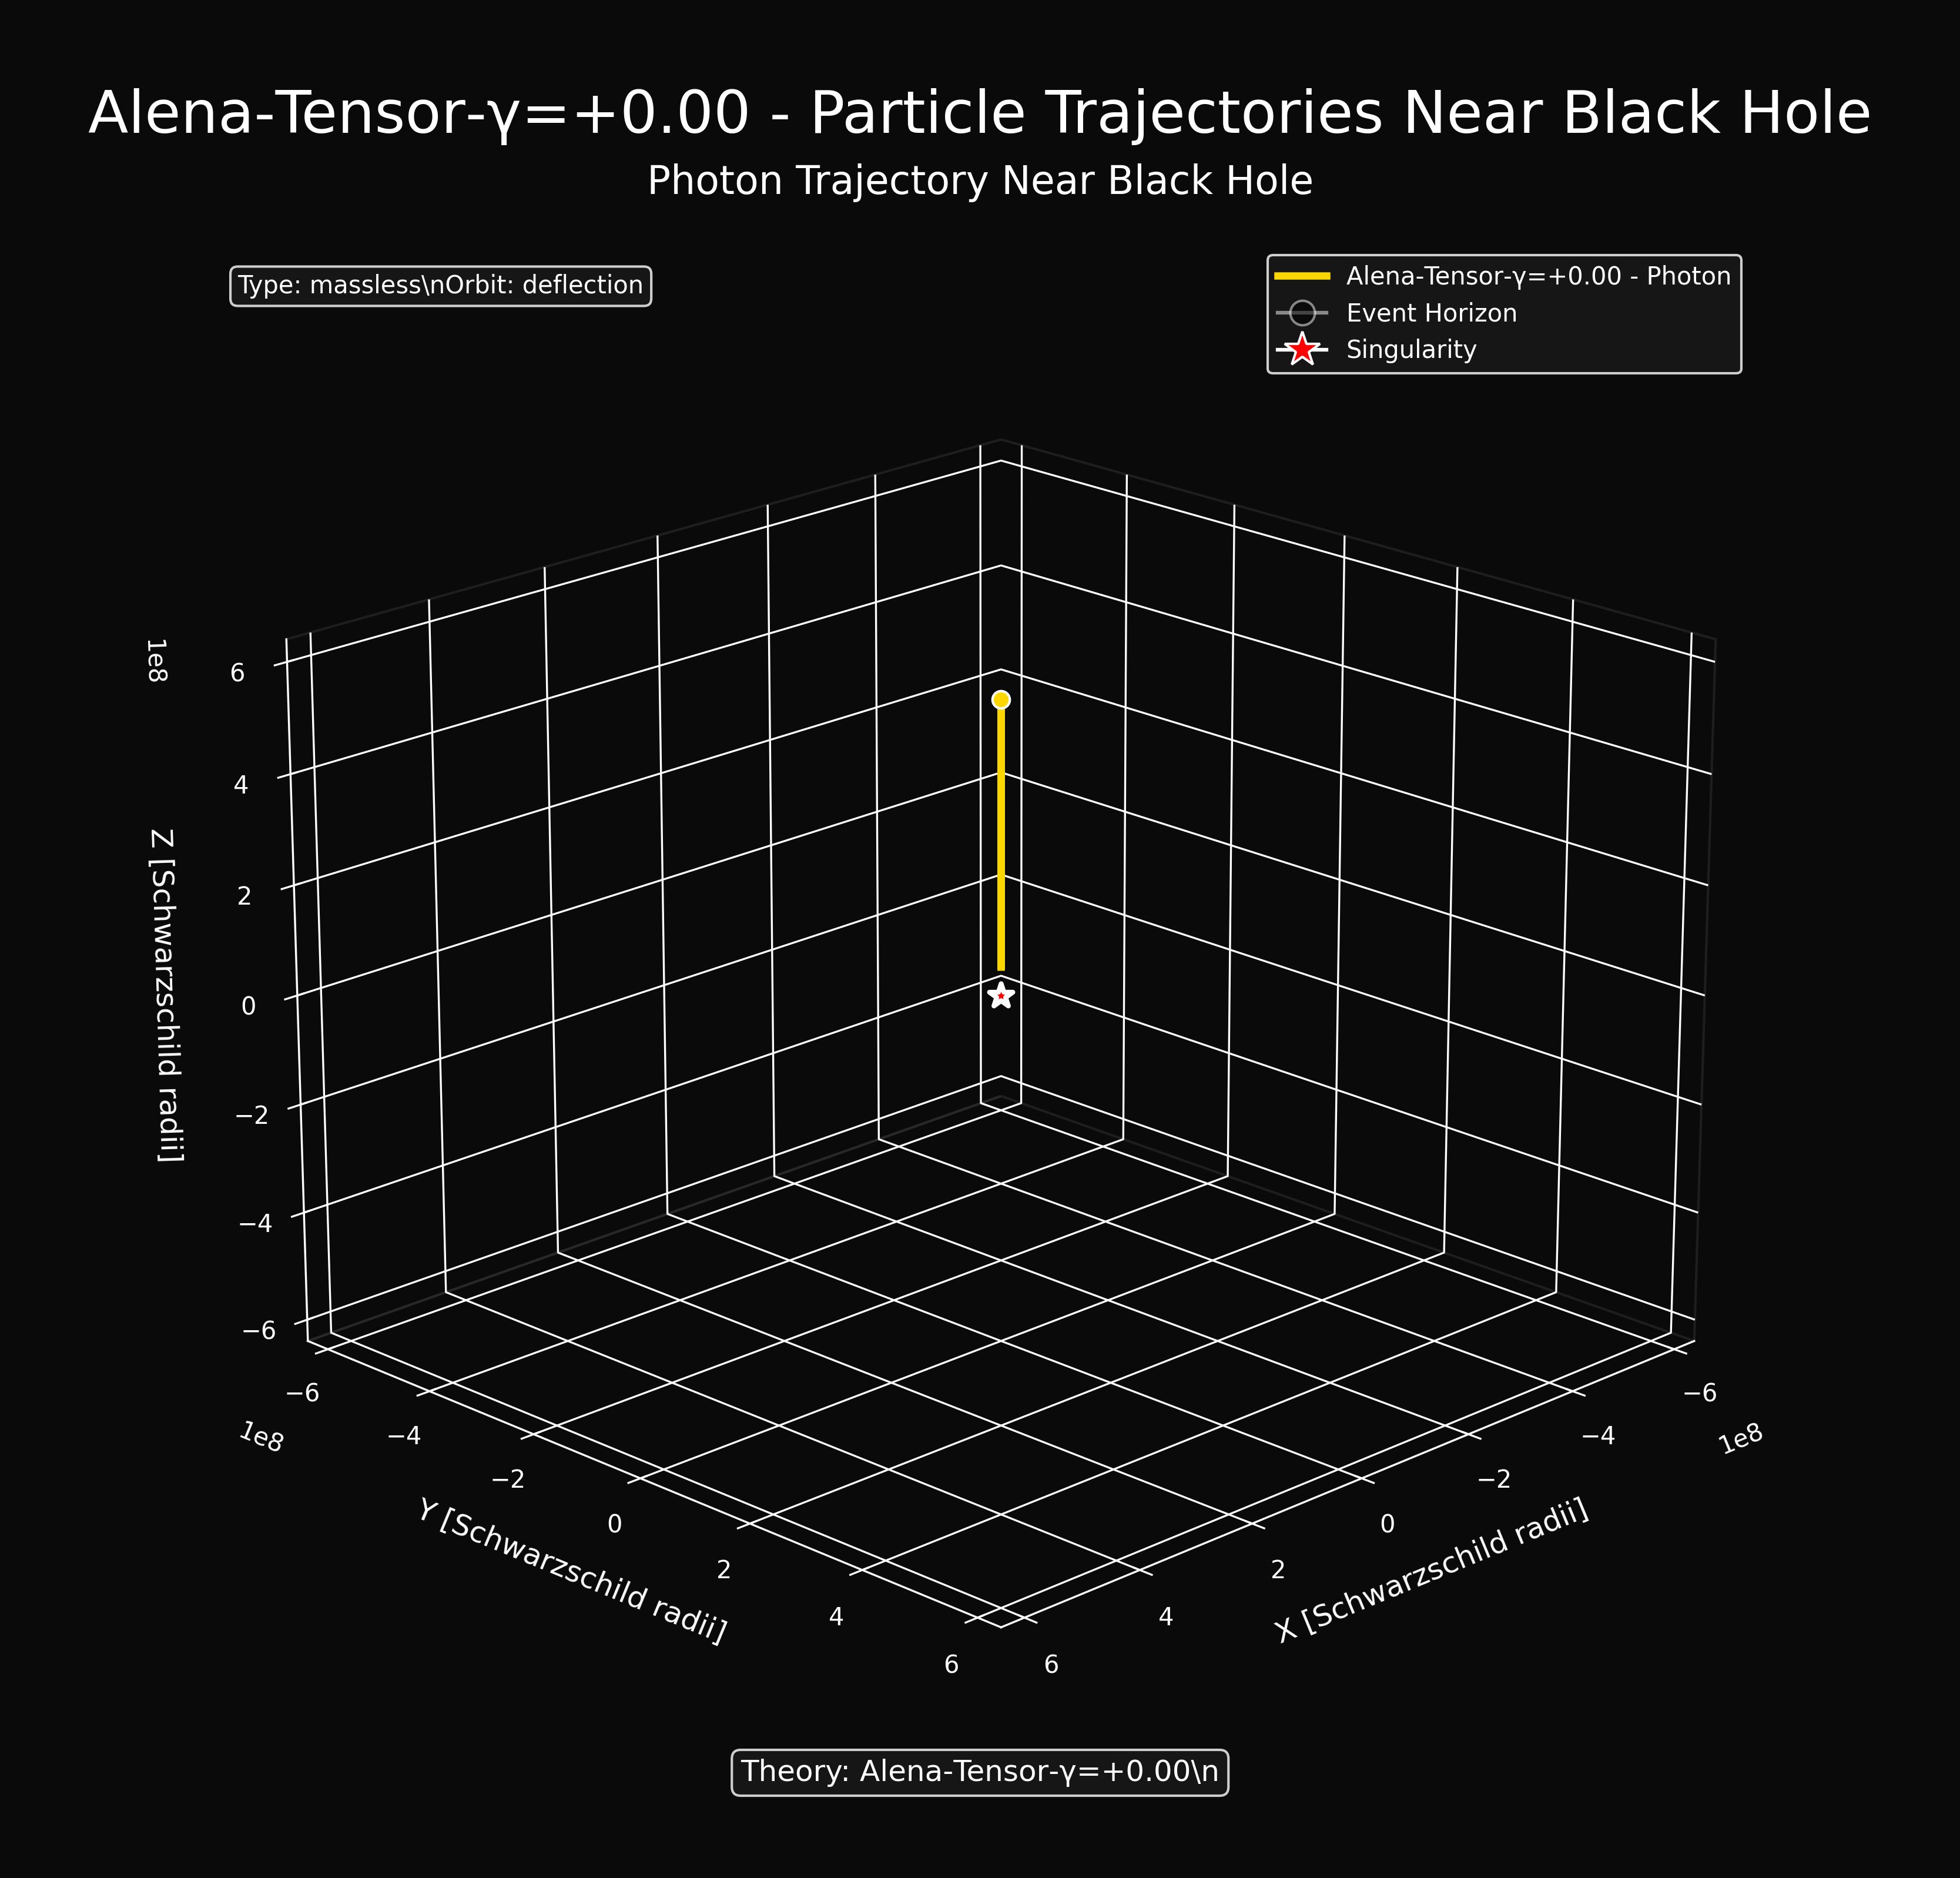 Alena-Tensor-γ=+0.00 - Particle Trajectories Near Black Hole
Photon Trajectory Near Black Hole
Type: massless\nOrbit: deflection
Alena-Tensor-γ=+0.00 - Photon
Event Horizon
Singularity
1e8
6
4
2
0
−2
−4
−6
Z [Schwarzschild radii]
−6
−4
−2
0
2
4
6
1e8
Y [Schwarzschild radii]
6
4
2
0
−2
−4
−6
1e8
X [Schwarzschild radii]
Theory: Alena-Tensor-γ=+0.00\n